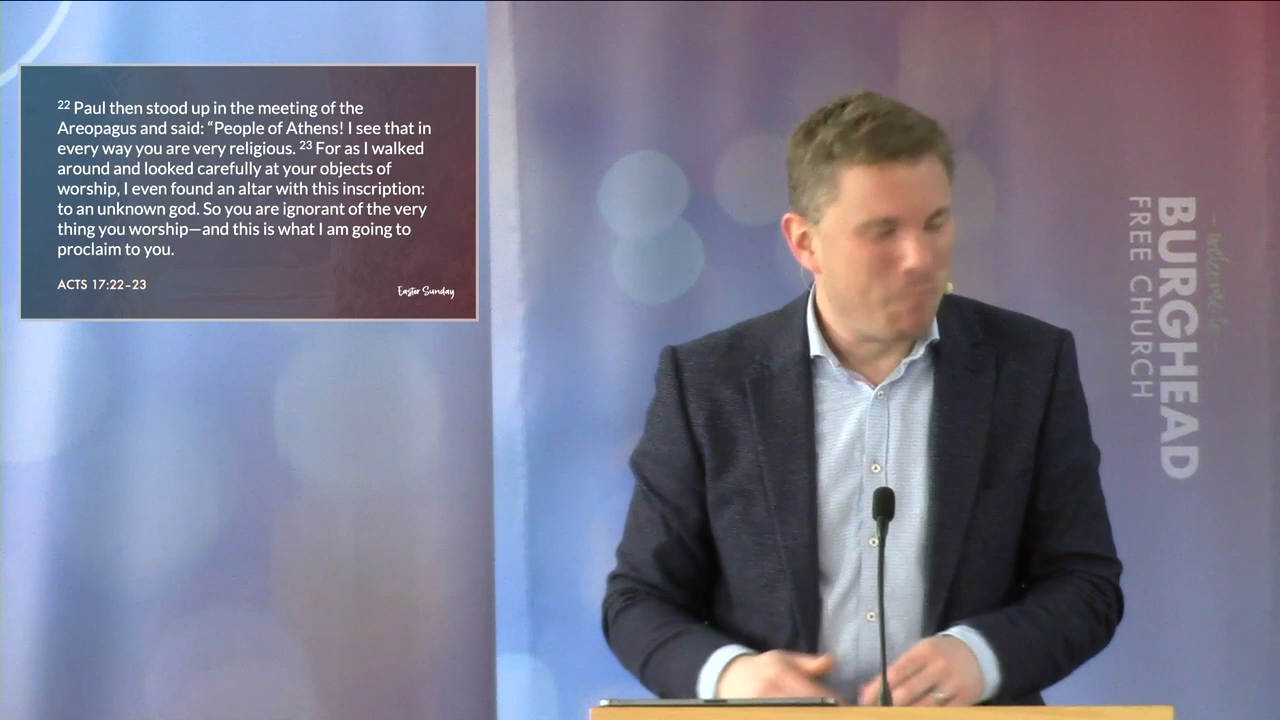 22 Paul then stood up in the meeting of the
Areopagus and said: “People of Athens! I see that in
every way you are very religious. 23 For as I walked
around and looked carefully at your objects of
worship, I even found an altar with this inscription:
to an unknown god. So you are ignorant of the very
thing you worship—and this is what I am going to
proclaim to you.
ACTS 17:22–23
Easter Sunday
- welcome to -
BURGHEAD
FREE CHURCH